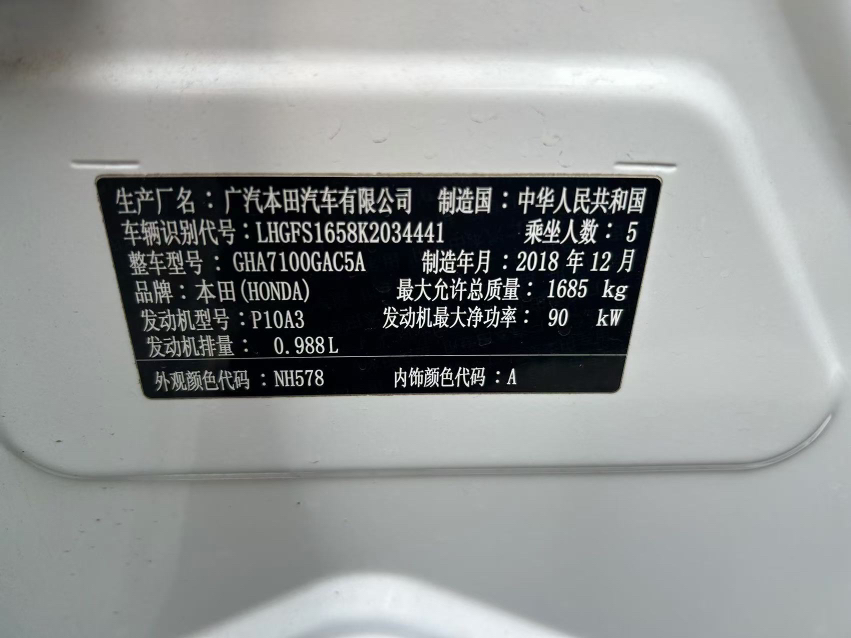 生产厂名：广汽本田汽车有限公司 制造国：中华人民共和国
车辆识别代号：LHGFS1658K2034441 乘坐人数：5
整车型号：GHA7100GAC5A 制造年月：2018 年 12 月
品牌：本田(HONDA) 最大允许总质量：1685 kg
发动机型号：P10A3 发动机最大净功率：90 kW
发动机排量：0.988L
外观颜色代码：NH578 内饰颜色代码：A